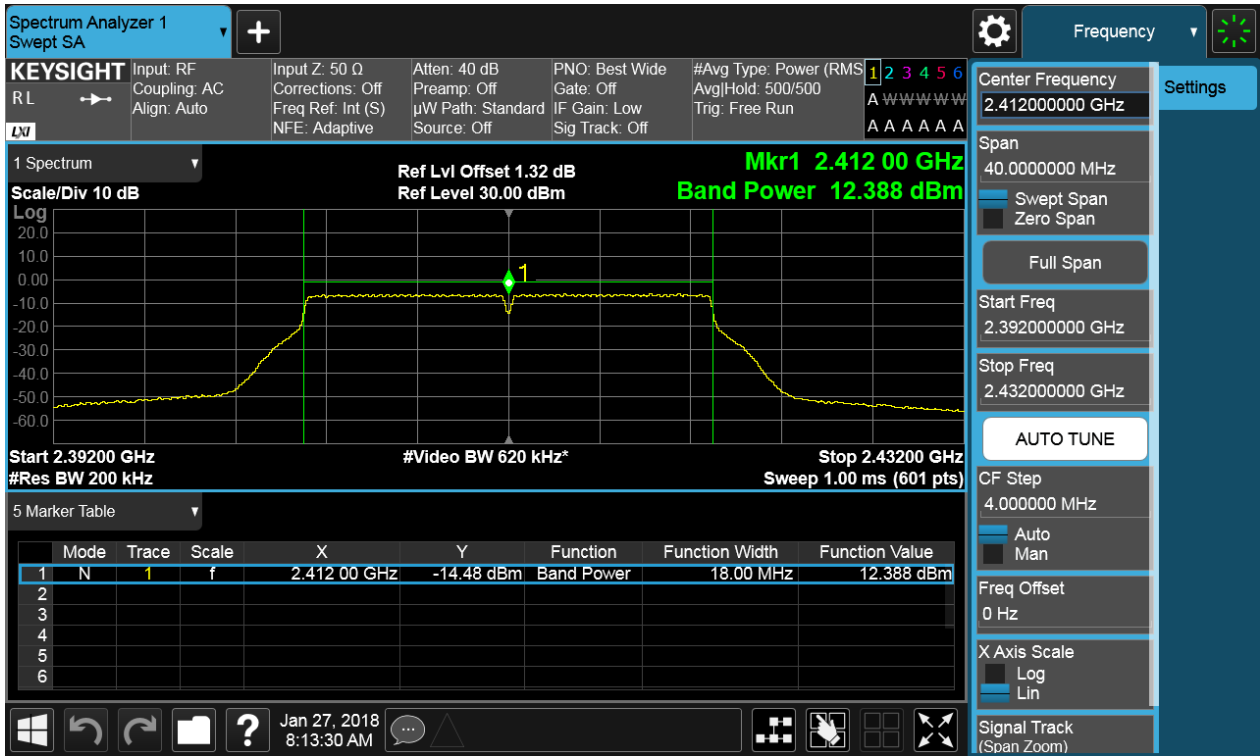 Spectrum Analyzer 1
Swept SA
Frequency
KEYSIGHT
R L
LXI
Input: RF
Coupling: AC
Align: Auto
Input Z: 50 Ω
Corrections: Off
Freq Ref: Int (S)
NFE: Adaptive
Atten: 40 dB
Preamp: Off
µW Path: Standard
Source: Off
PNO: Best Wide
Gate: Off
IF Gain: Low
Sig Track: Off
#Avg Type: Power (RMS
Avg|Hold: 500/500
Trig: Free Run
1 2 3 4 5 6
A W W W W W
A A A A A A
1 Spectrum
Scale/Div 10 dB
Ref Lvl Offset 1.32 dB
Ref Level 30.00 dBm
Mkr1 2.412 00 GHz
Band Power 12.388 dBm
Log
20.0
10.0
0.00
-10.0
-20.0
-30.0
-40.0
-50.0
-60.0
1
Start 2.39200 GHz
#Video BW 620 kHz*
Stop 2.43200 GHz
#Res BW 200 kHz
Sweep 1.00 ms (601 pts)
5 Marker Table
Mode Trace Scale X Y Function Function Width Function Value
1 N 1 f 2.412 00 GHz -14.48 dBm Band Power 18.00 MHz 12.388 dBm
2
3
4
5
6
Jan 27, 2018
8:13:30 AM
Center Frequency
2.412000000 GHz
Span
40.0000000 MHz
Swept Span
Zero Span
Full Span
Start Freq
2.392000000 GHz
Stop Freq
2.432000000 GHz
AUTO TUNE
CF Step
4.000000 MHz
Auto
Man
Freq Offset
0 Hz
X Axis Scale
Log
Lin
Signal Track
(Span Zoom)
Settings